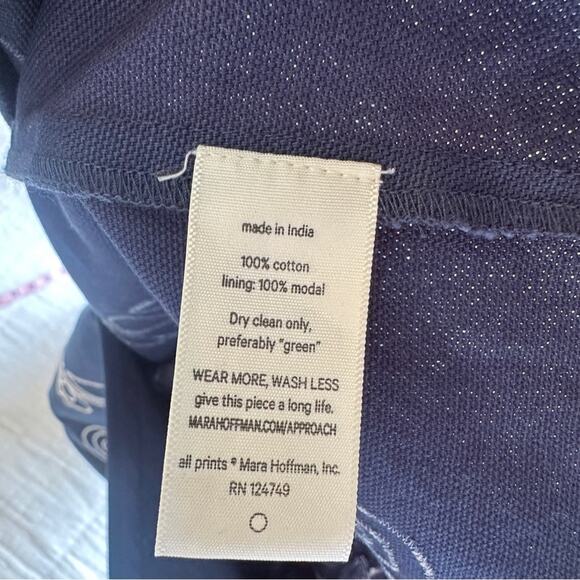 made in India
100% cotton
lining: 100% modal
Dry clean only,
preferably "green"
WEAR MORE, WASH LESS
give this piece a long life.
MARAHOFFMAN.COM/APPROACH
all prints © Mara Hoffman, Inc.
RN 124749